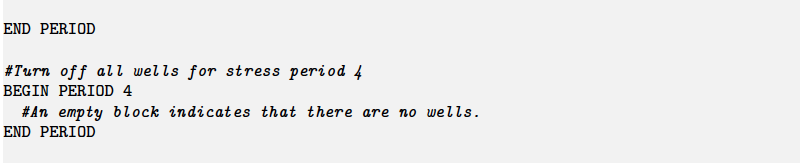 END PERIOD
#Turn off all wells for stress period 4
BEGIN PERIOD 4
#An empty block indicates that there are no wells.
END PERIOD